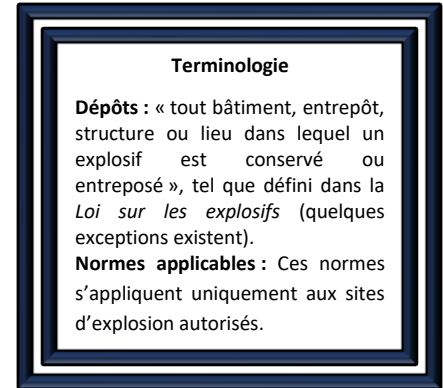 Terminologie
Dépôts : « tout bâtiment, entrepôt,
structure ou lieu dans lequel un
explosif est conservé ou
entreposé », tel que défini dans la
Loi sur les explosifs (quelques
exceptions existent).
Normes applicables : Ces normes
s’appliquent uniquement aux sites
d’explosion autorisés.